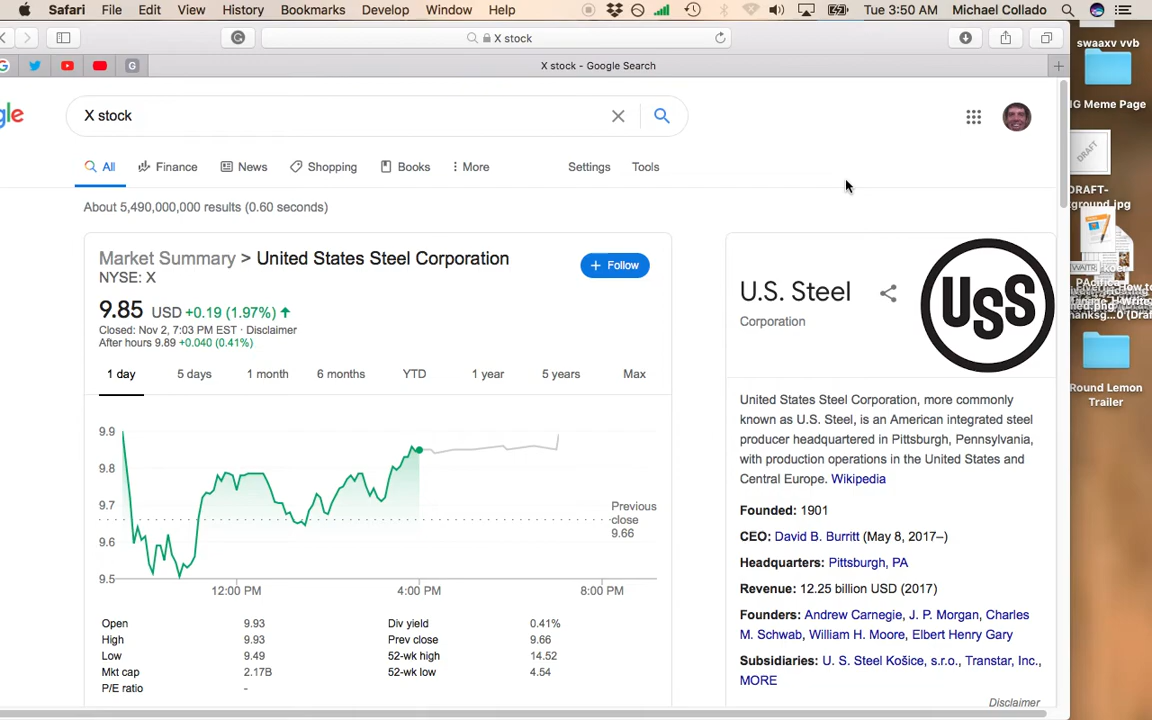 Safari File Edit View History Bookmarks Develop Window Help Tue 3:50 AM Michael Collado
X stock
G X stock - Google Search +
swaaxv vvb
IG Meme Page
X stock
DRAFT
DRAFT-
All Finance News Shopping Books More Settings Tools
About 5,490,000,000 results (0.60 seconds)
Market Summary > United States Steel Corporation
NYSE: X
+ Follow
9.85 USD +0.19 (1.97%)
Closed: Nov 2, 7:03 PM EST · Disclaimer
After hours 9.89 +0.040 (0.41%)
1 day 5 days 1 month 6 months YTD 1 year 5 years Max
9.9
9.8
9.7
9.6
9.5
Previous
close
9.66
12:00 PM 4:00 PM 8:00 PM
Open 9.93 Div yield 0.41%
High 9.93 Prev close 9.66
Low 9.49 52-wk high 14.52
Mkt cap 2.17B 52-wk low 4.54
P/E ratio -
U.S. Steel
Corporation
USS
United States Steel Corporation, more commonly
known as U.S. Steel, is an American integrated steel
producer headquartered in Pittsburgh, Pennsylvania,
with production operations in the United States and
Central Europe. Wikipedia
Founded: 1901
CEO: David B. Burritt (May 8, 2017–)
Headquarters: Pittsburgh, PA
Revenue: 12.25 billion USD (2017)
Founders: Andrew Carnegie, J. P. Morgan, Charles
M. Schwab, William H. Moore, Elbert Henry Gary
Subsidiaries: U. S. Steel Košice, s.r.o., Transtar, Inc.,
MORE
Disclaimer
Round Lemon
Trailer